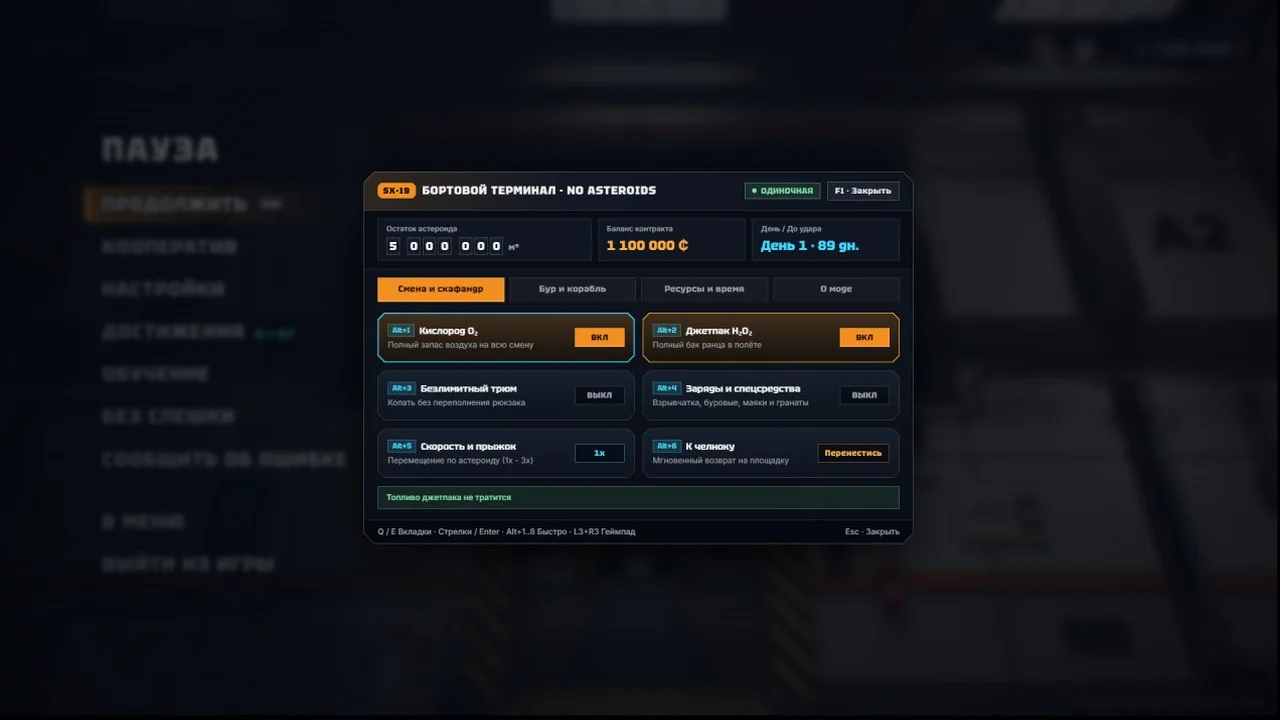 ПАУЗА
ПРОДОЛЖИТЬ
КООПЕРАТИВ
НАСТРОЙКИ
ДОСТИЖЕНИЯ
ОБУЧЕНИЕ
БЕЗ СПЕШКИ
СООБЩИТЬ ОБ ОШИБКЕ
В МЕНЮ
ВЫЙТИ ИЗ ИГРЫ
SX-19 БОРТОВОЙ ТЕРМИНАЛ · NO ASTEROIDS
ОДИНОЧНАЯ
F1 · Закрыть
Остаток астероида
5 000 000 м³
Баланс контракта
1 100 000 ₵
День / До удара
День 1 · 89 дн.
Смена и скафандр
Бур и корабль
Ресурсы и время
О моде
Alt+1 Кислород O₂
Полный запас воздуха на всю смену
ВКЛ
Alt+2 Джетпак H₂O₂
Полный бак ранца в полёте
ВКЛ
Alt+3 Безлимитный трюм
Копать без переполнения рюкзака
ВЫКЛ
Alt+4 Заряды и спецсредства
Взрывчатка, буровые, маяки и гранаты
ВЫКЛ
Alt+5 Скорость и прыжок
Перемещение по астероиду (1x - 3x)
1x
Alt+6 К челноку
Мгновенный возврат на площадку
Перенестись
Топливо джетпака не тратится
Q / E Вкладки · Стрелки / Enter · Alt+1..8 Быстро · L3+R3 Геймпад
Esc · Закрыть
A2